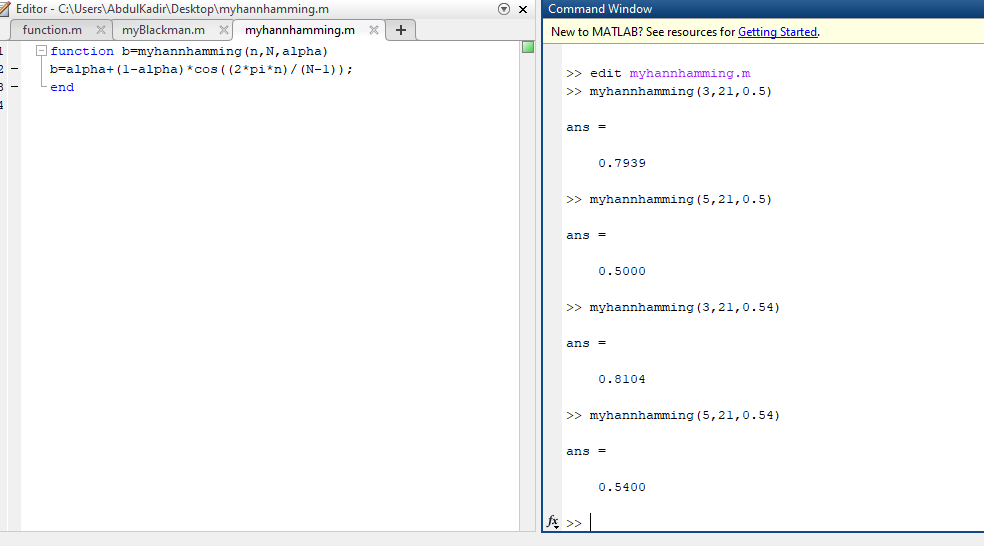 Editor - C:\Users\AbdulKadir\Desktop\myhannhamming.m
function.m myBlackman.m myhannhamming.m +
1 function b=myhannhamming(n,N,alpha)
2 - b=alpha+(1-alpha)*cos((2*pi*n)/(N-1));
3 - end
4
Command Window
New to MATLAB? See resources for Getting Started.
>> edit myhannhamming.m
>> myhannhamming(3,21,0.5)
ans =
0.7939
>> myhannhamming(5,21,0.5)
ans =
0.5000
>> myhannhamming(3,21,0.54)
ans =
0.8104
>> myhannhamming(5,21,0.54)
ans =
0.5400
fx >>